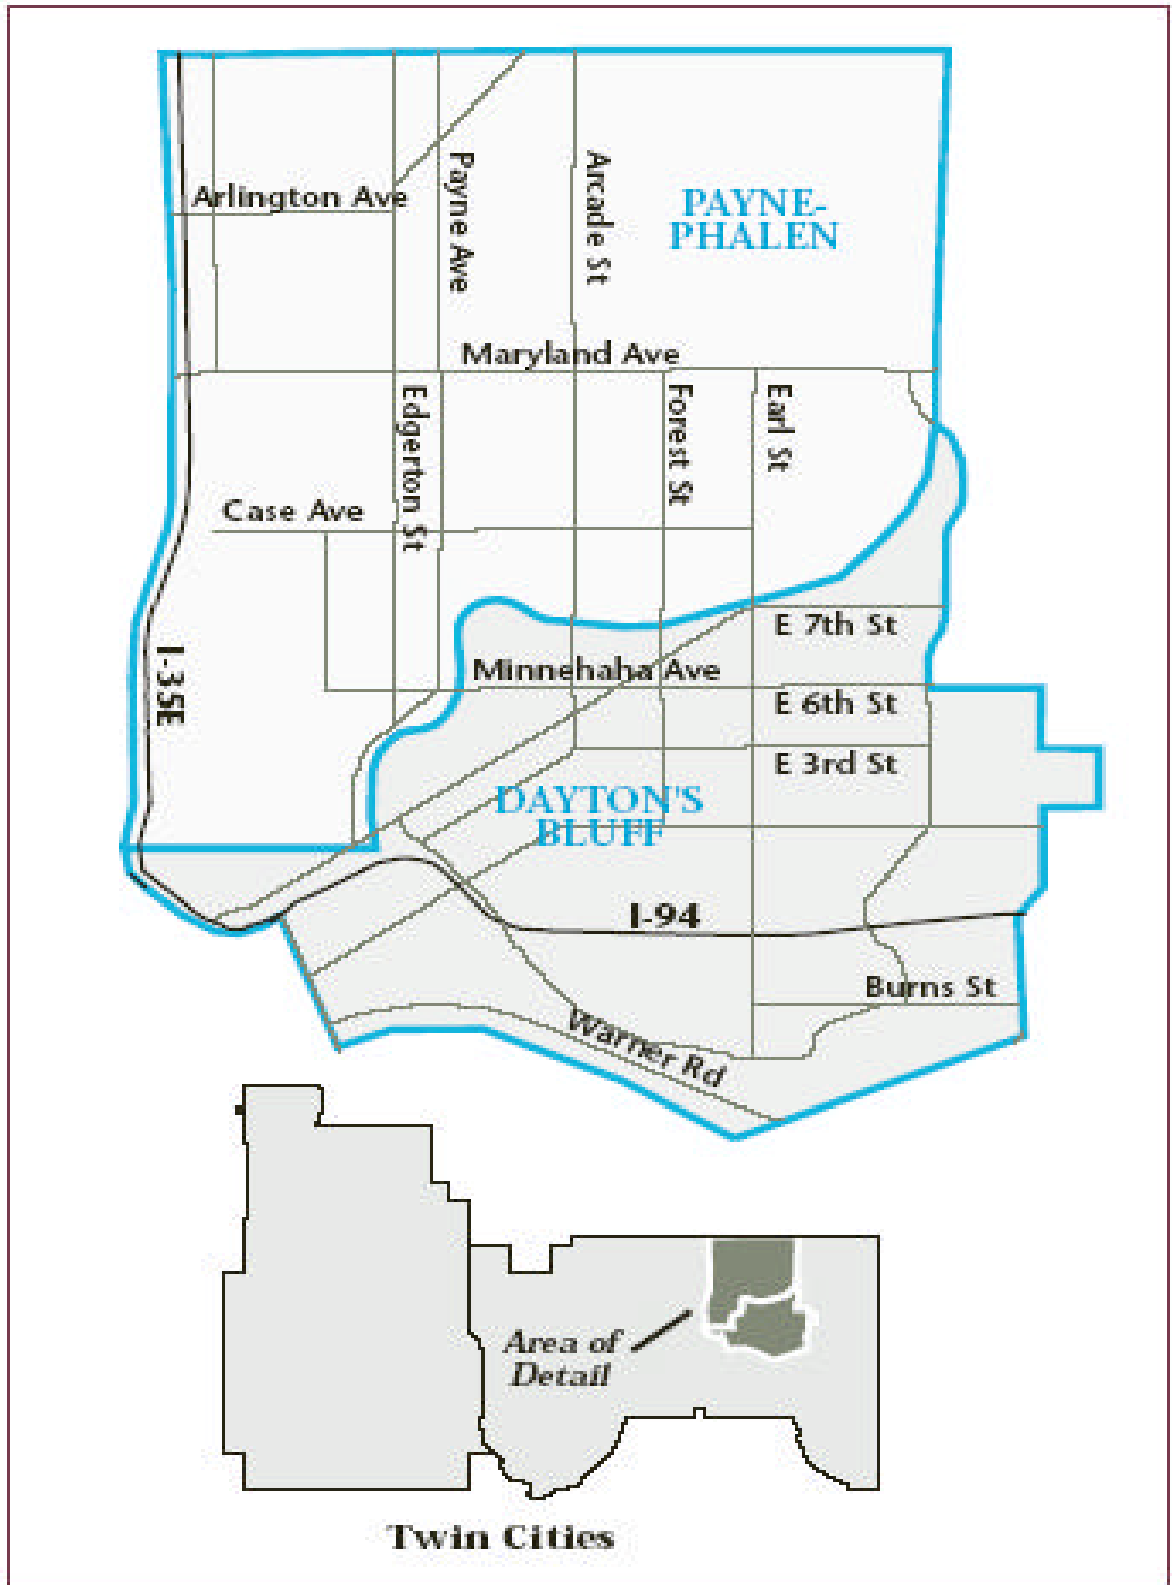 Arlington Ave
Payne Ave
Arcade St
PAYNE-
PHALEN
Maryland Ave
Edgerton St
Forest St
Earl St
Case Ave
E 7th St
I-35E
Minnehaha Ave
E 6th St
E 3rd St
DAYTON'S
BLUFF
I-94
Burns St
Warner Rd
Area of
Detail
Twin Cities